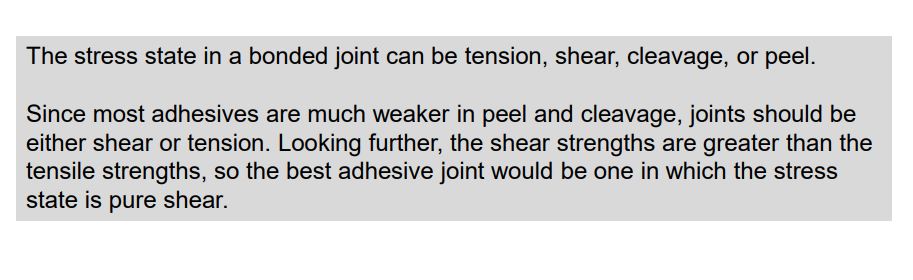 The stress state in a bonded joint can be tension, shear, cleavage, or peel.
Since most adhesives are much weaker in peel and cleavage, joints should be
either shear or tension. Looking further, the shear strengths are greater than the
tensile strengths, so the best adhesive joint would be one in which the stress
state is pure shear.